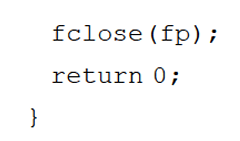 fclose(fp);
return 0;
}